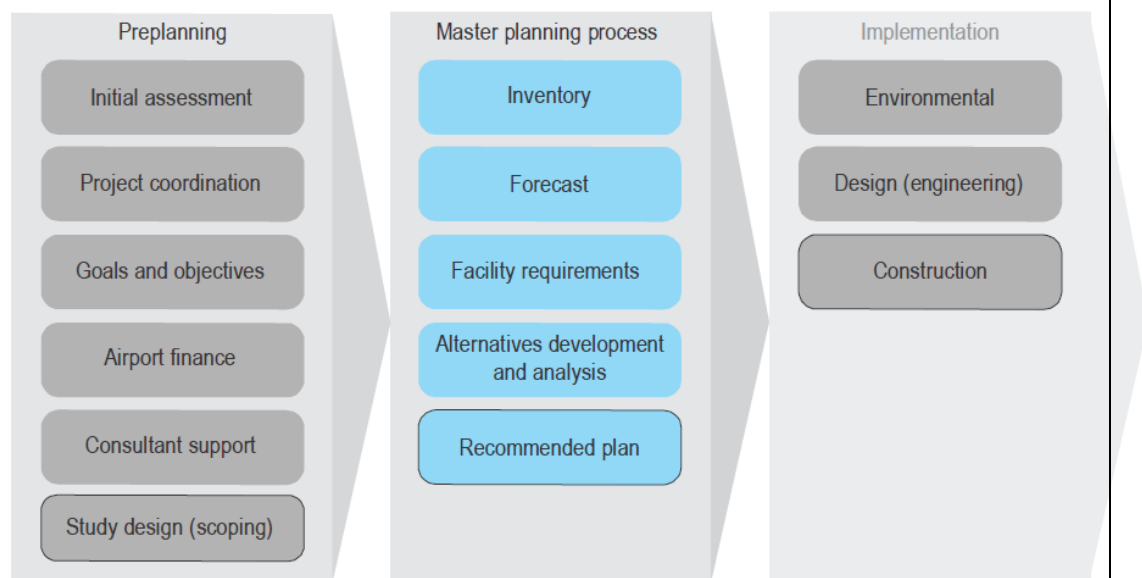 Preplanning
Initial assessment
Project coordination
Goals and objectives
Airport finance
Consultant support
Study design (scoping)
Master planning process
Inventory
Forecast
Facility requirements
Alternatives development
and analysis
Recommended plan
Implementation
Environmental
Design (engineering)
Construction